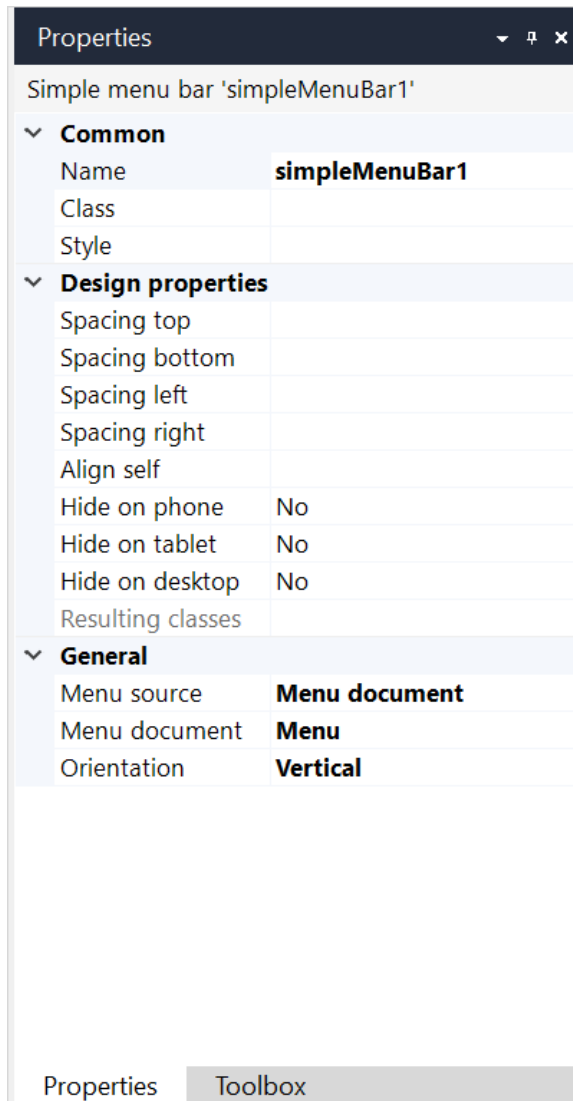 Properties
Simple menu bar 'simpleMenuBar1'
Common
Name simpleMenuBar1
Class
Style
Design properties
Spacing top
Spacing bottom
Spacing left
Spacing right
Align self
Hide on phone No
Hide on tablet No
Hide on desktop No
Resulting classes
General
Menu source Menu document
Menu document Menu
Orientation Vertical
Properties Toolbox